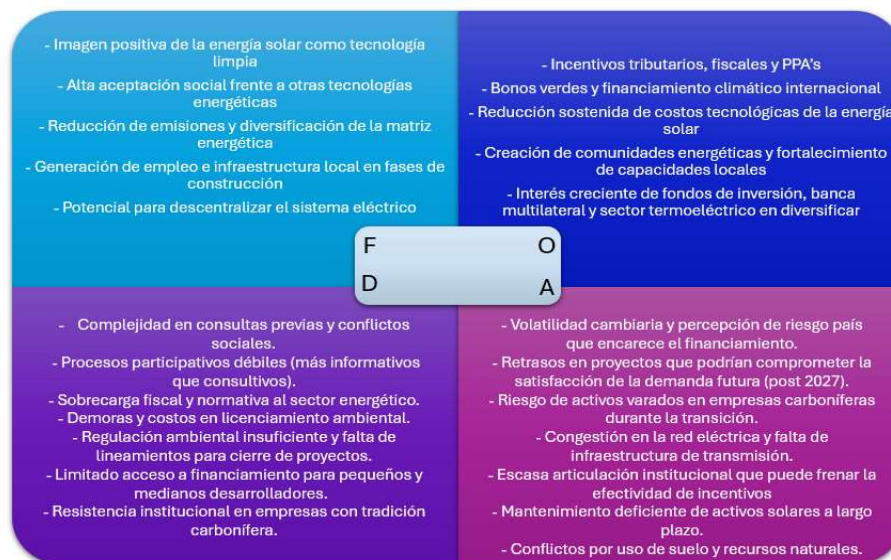 - Imagen positiva de la energía solar como tecnología
limpia
- Alta aceptación social frente a otras tecnologías
energéticas
- Reducción de emisiones y diversificación de la matriz
energética
- Generación de empleo e infraestructura local en fases de
construcción
- Potencial para descentralizar el sistema eléctrico
- Incentivos tributarios, fiscales y PPA's
- Bonos verdes y financiamiento climático internacional
- Reducción sostenida de costos tecnológicos de la energía
solar
- Creación de comunidades energéticas y fortalecimiento
de capacidades locales
- Interés creciente de fondos de inversión, banca
multilateral y sector termoeléctrico en diversificar
F O
D A
- Complejidad en consultas previas y conflictos
sociales.
- Procesos participativos débiles (más informativos
que consultivos).
- Sobrecarga fiscal y normativa al sector energético.
- Demoras y costos en licenciamiento ambiental.
- Regulación ambiental insuficiente y falta de
lineamientos para cierre de proyectos.
- Limitado acceso a financiamiento para pequeños y
medianos desarrolladores.
- Resistencia institucional en empresas con tradición
carbonífera.
- Volatilidad cambiaria y percepción de riesgo país
que encarece el financiamiento.
- Retrasos en proyectos que podrían comprometer la
satisfacción de la demanda futura (post 2027).
- Riesgo de activos varados en empresas carboníferas
durante la transición.
- Congestión en la red eléctrica y falta de
infraestructura de transmisión.
- Escasa articulación institucional que puede frenar la
efectividad de incentivos
- Mantenimiento deficiente de activos solares a largo
plazo.
- Conflictos por uso de suelo y recursos naturales.